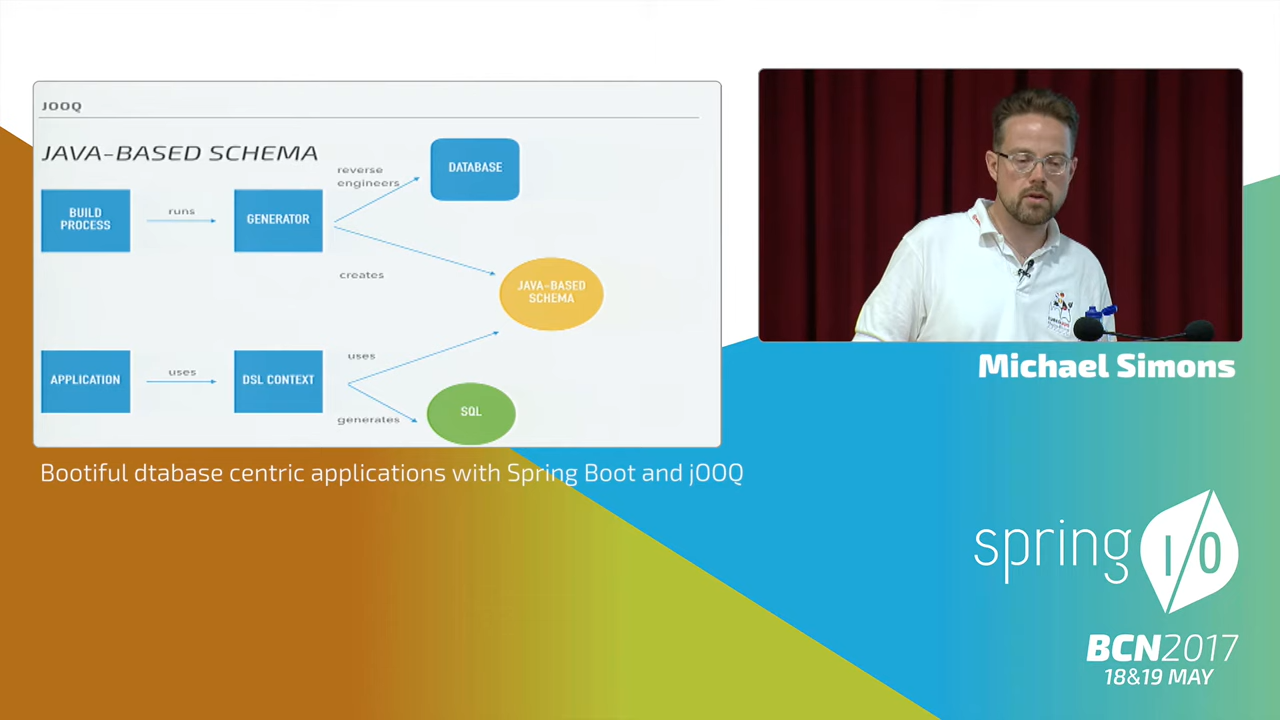 JOOQ
JAVA-BASED SCHEMA
reverse
engineers
DATABASE
BUILD
PROCESS
runs
GENERATOR
creates
JAVA-BASED
SCHEMA
APPLICATION
uses
DSL CONTEXT
uses
generates
SQL
Michael Simons
Bootiful dtabase centric applications with Spring Boot and jOOQ
spring I/O
BCN2017
18&19 MAY